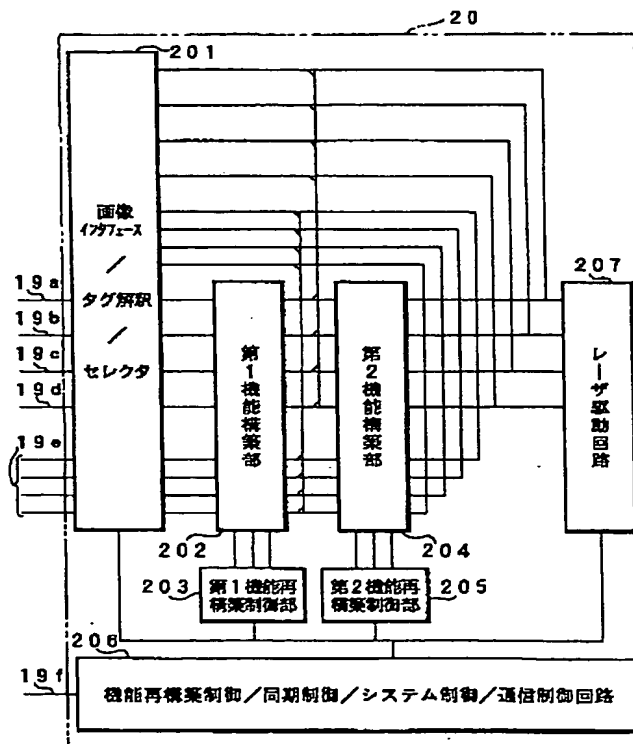 20
201
画像
インタフェース
／
タグ解釈
／
セレクタ
19a
19b
19c
19d
19e
第1機能構築部
202
第2機能構築部
204
207
レーザ駆動回路
203
第1機能再
構築制御部
第2機能再
構築制御部
205
206
19f
機能再構築制御／同期制御／システム制御／通信制御回路